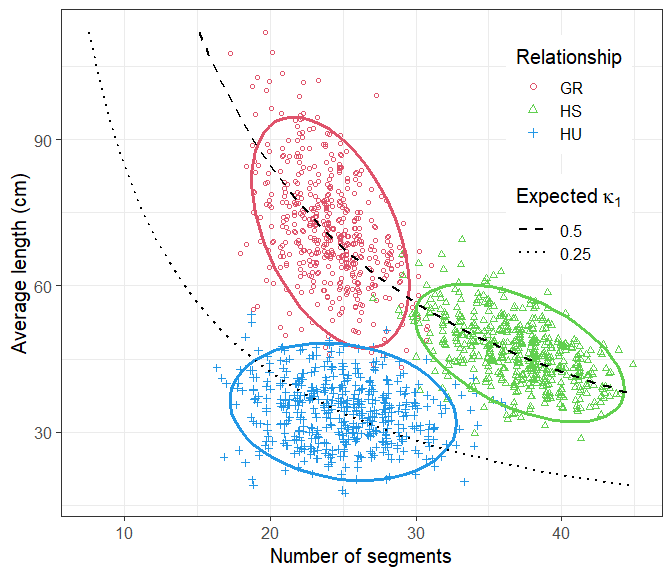 Relationship
GR
HS
HU
Expected κ1
0.5
0.25
Average length (cm)
90
60
30
10 20 30 40
Number of segments